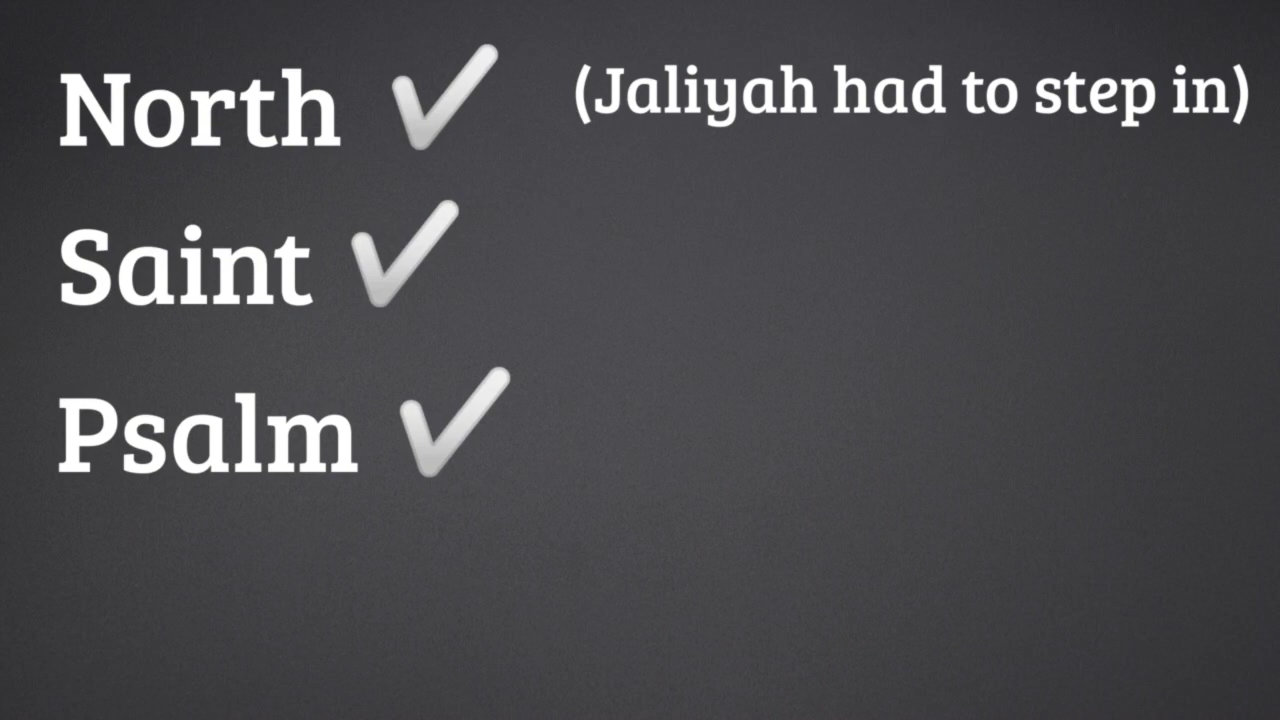 North ✔ (Jaliyah had to step in)
Saint ✔
Psalm ✔